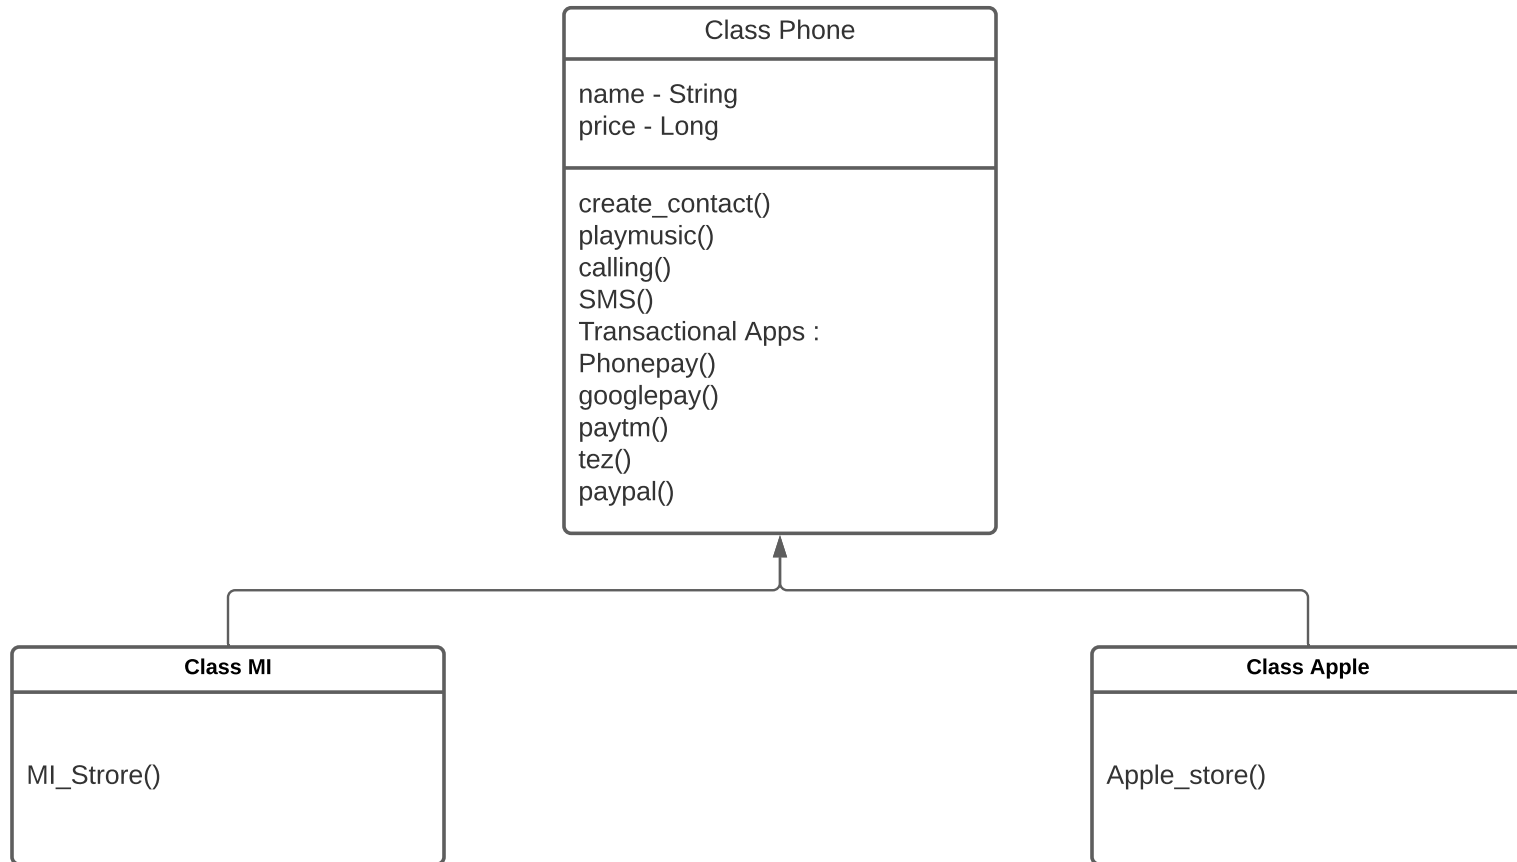 Class Phone
name - String
price - Long
create_contact()
playmusic()
calling()
SMS()
Transactional Apps :
Phonepay()
googlepay()
paytm()
tez()
paypal()
Class MI
MI_Strore()
Class Apple
Apple_store()